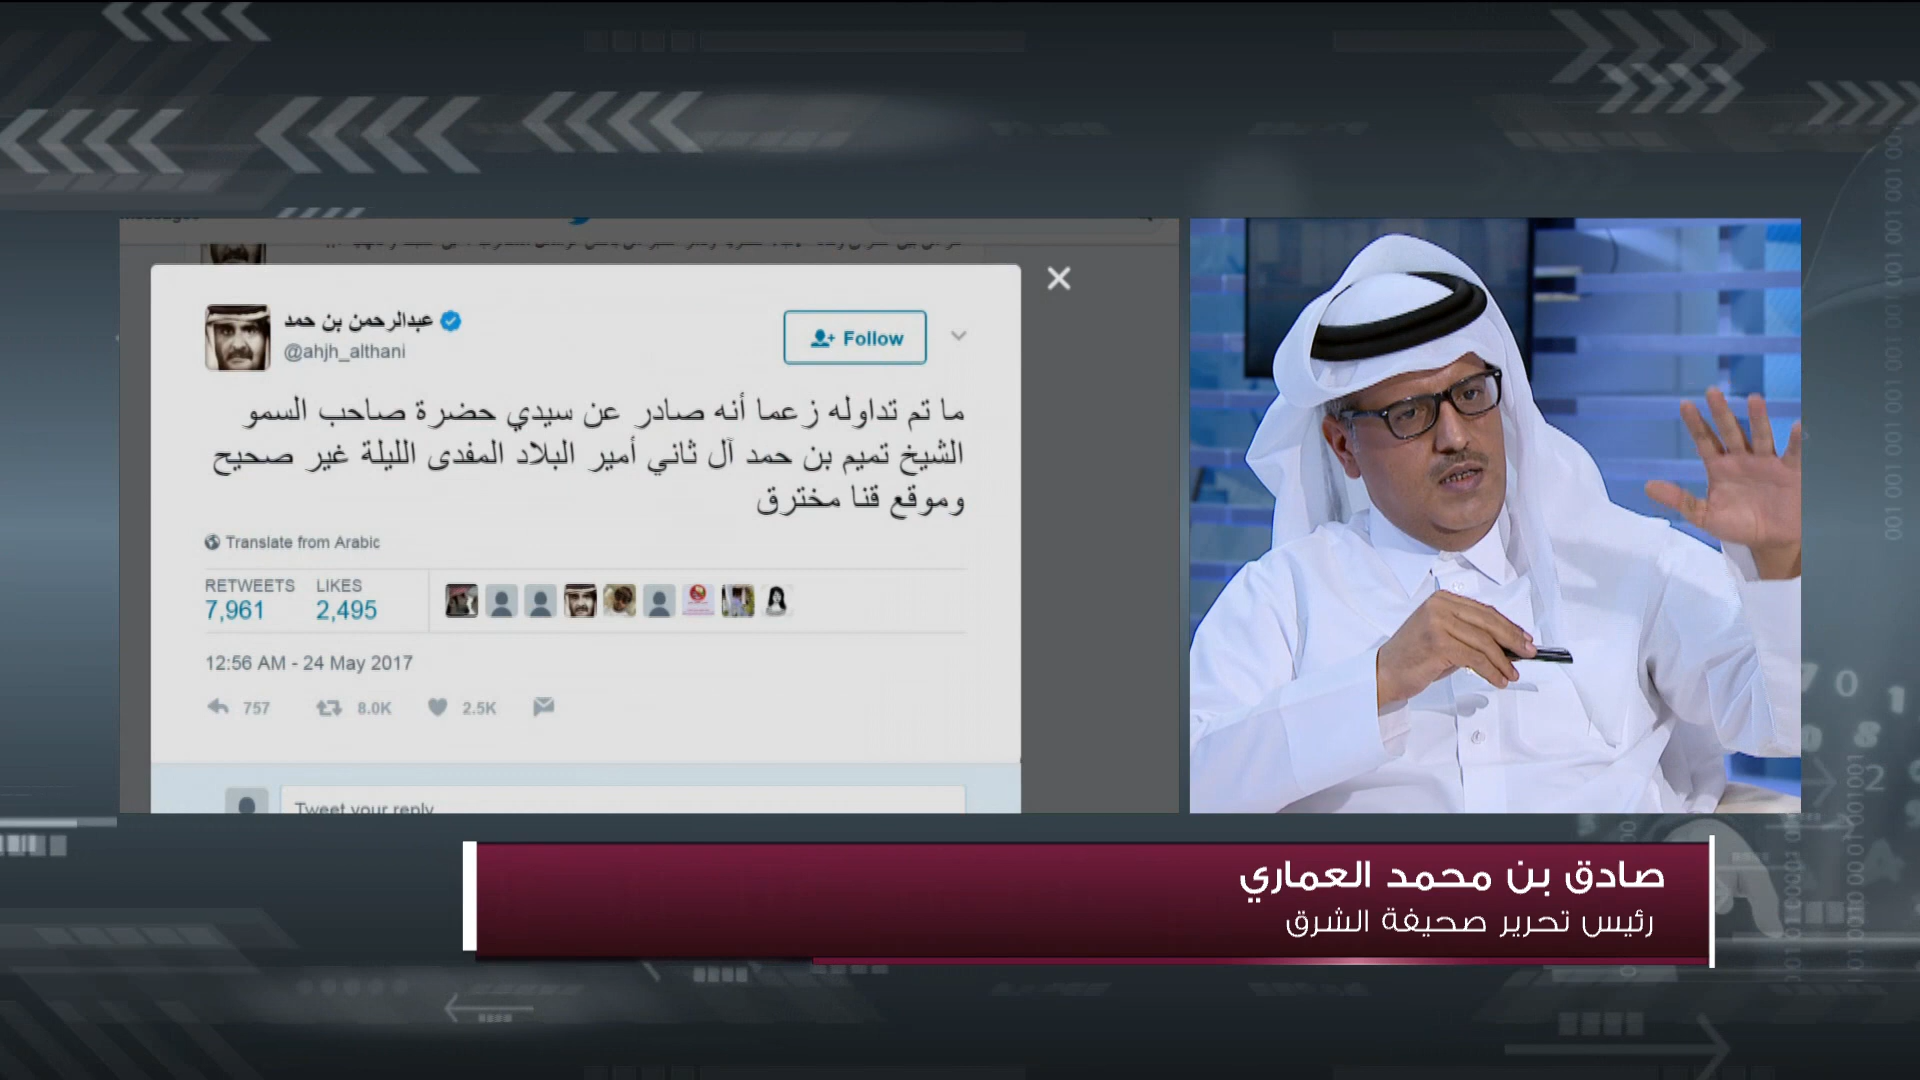 عبدالرحمن بن حمد
@ahjh_althani
Follow
ما تم تداوله زعما أنه صادر عن سيدي حضرة صاحب السمو
الشيخ تميم بن حمد آل ثاني أمير البلاد المفدى الليلة غير صحيح
وموقع قنا مخترق
Translate from Arabic
RETWEETS LIKES
7,961 2,495
12:56 AM - 24 May 2017
757 8.0K 2.5K
Tweet your reply
صادق بن محمد العماري
رئيس تحرير صحيفة الشرق